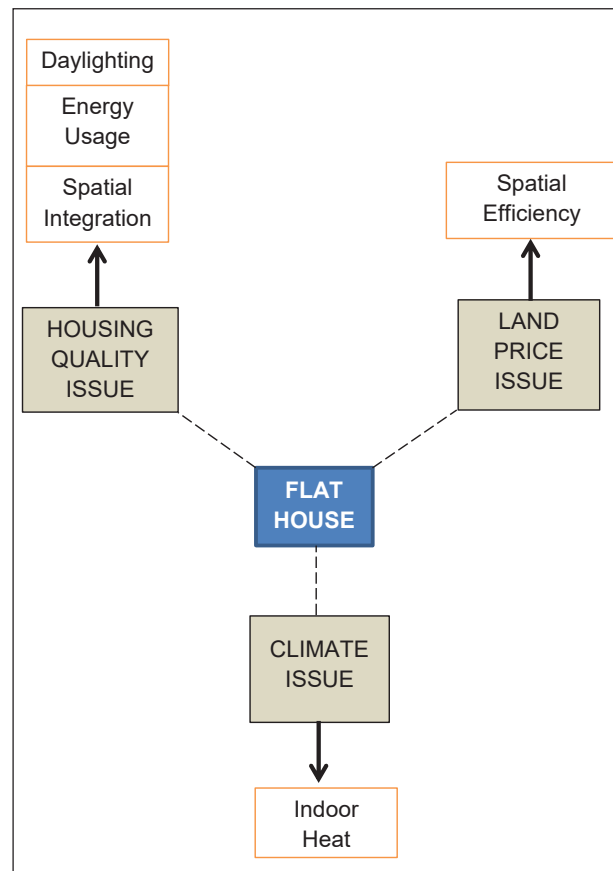 Daylighting
Energy
Usage
Spatial
Integration
Spatial
Efficiency
HOUSING
QUALITY
ISSUE
LAND
PRICE
ISSUE
FLAT
HOUSE
CLIMATE
ISSUE
Indoor
Heat